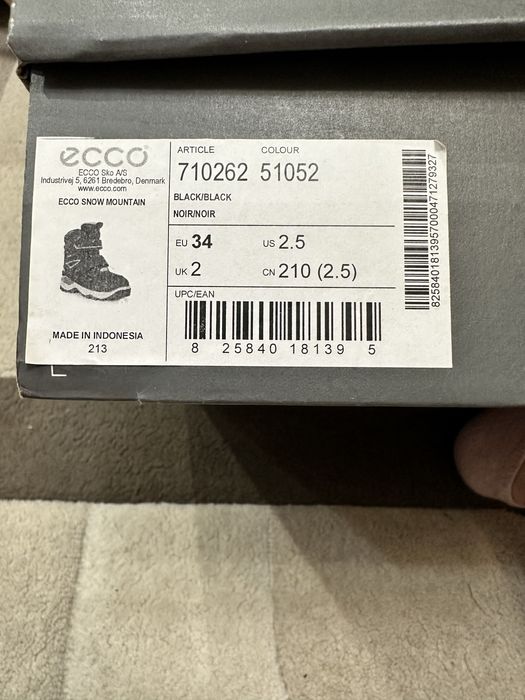 ecco
ECCO Sko A/S
Industrivej 5, 6261 Bredebro, Denmark
www.ecco.com
ECCO SNOW MOUNTAIN
MADE IN INDONESIA
213
ARTICLE COLOUR
710262 51052
BLACK/BLACK
NOIR/NOIR
EU 34 US 2.5
UK 2 CN 210 (2.5)
UPC/EAN
8 25840 18139 5
825840181395700047127932​7